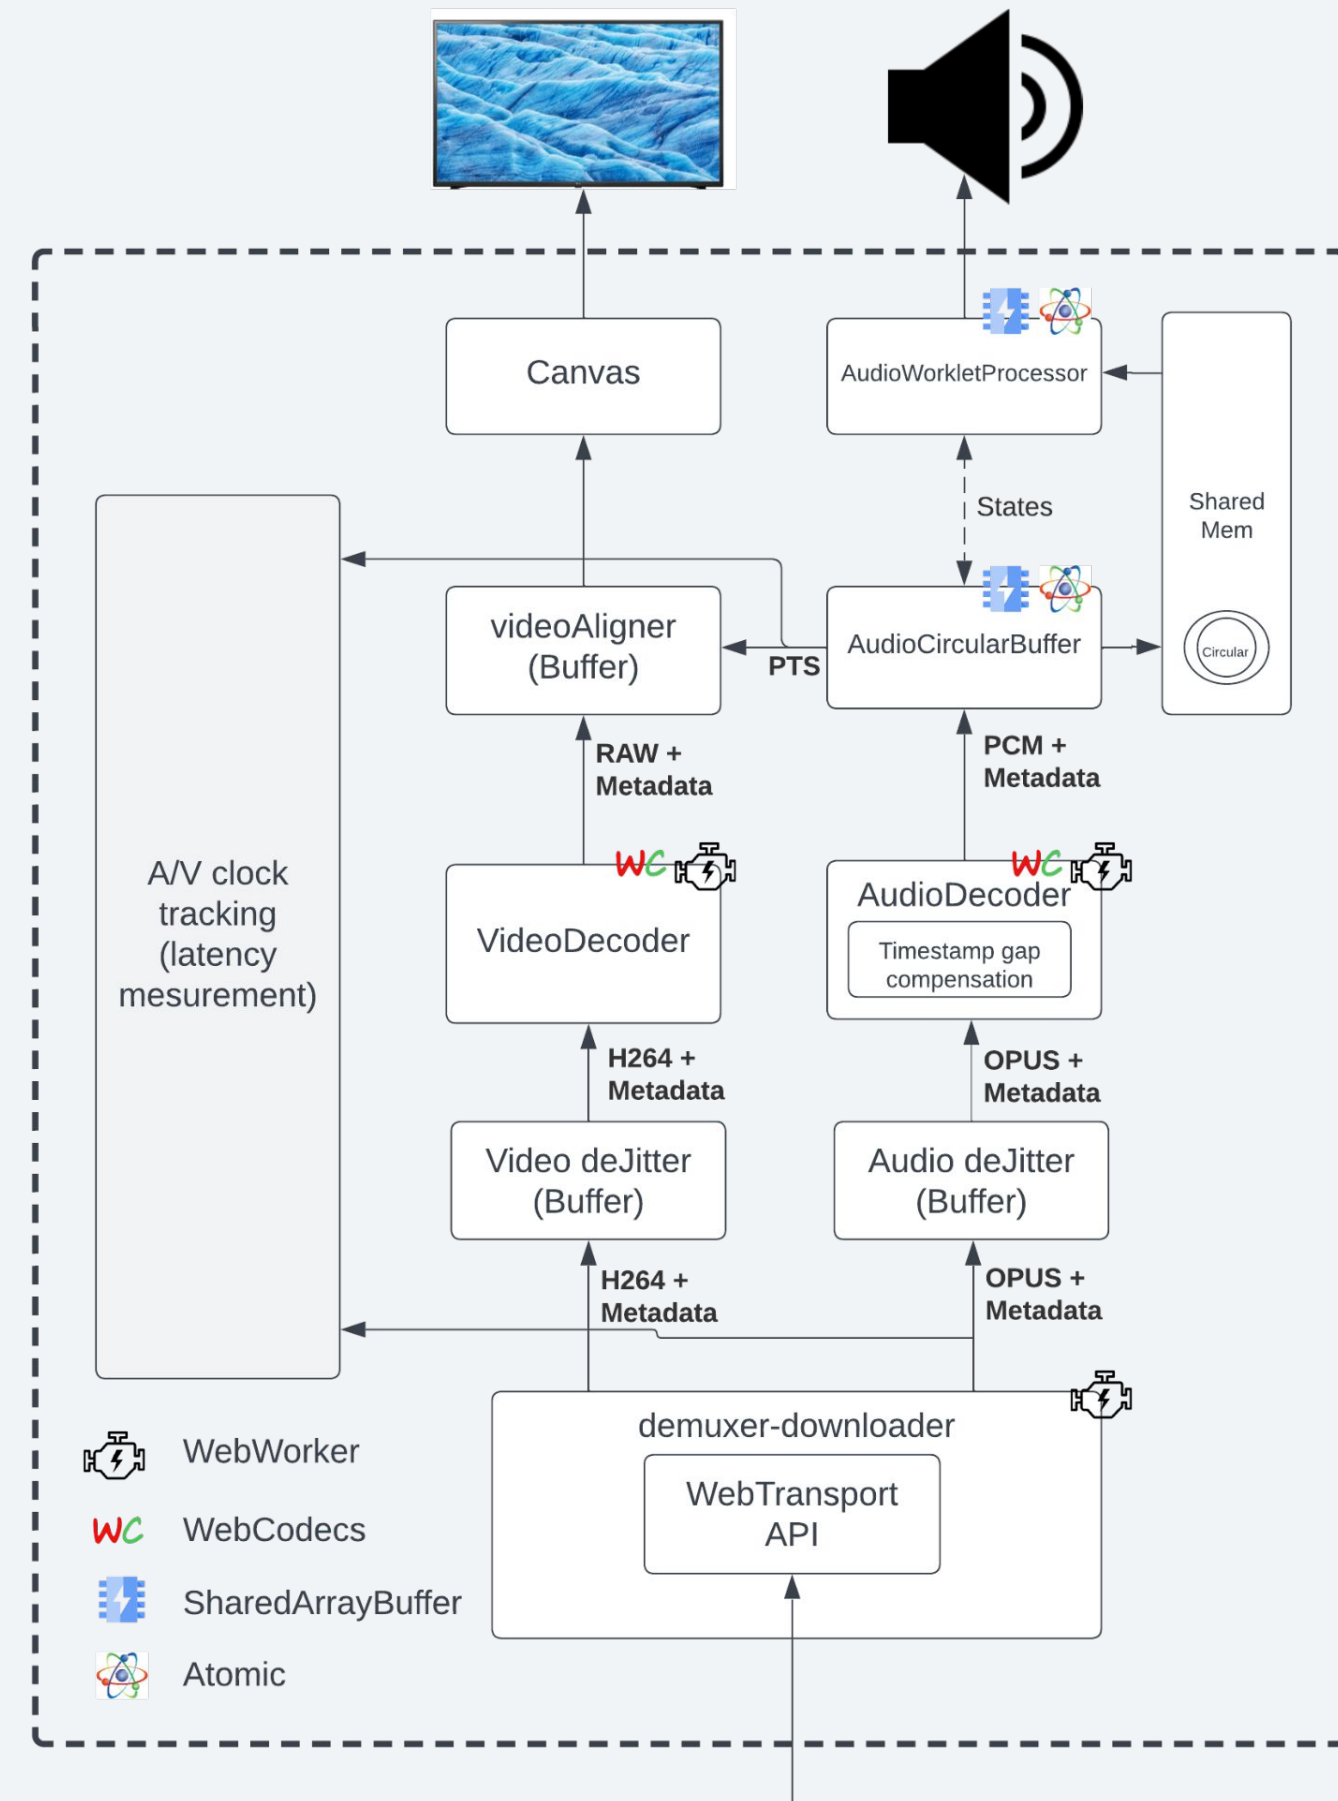 Canvas
AudioWorkletProcessor
Shared
Mem
States
videoAligner
(Buffer)
PTS
AudioCircularBuffer
Circular
RAW +
Metadata
PCM +
Metadata
A/V clock
tracking
(latency
mesurement)
WC
VideoDecoder
WC
AudioDecoder
Timestamp gap
compensation
H264 +
Metadata
OPUS +
Metadata
Video deJitter
(Buffer)
Audio deJitter
(Buffer)
H264 +
Metadata
OPUS +
Metadata
demuxer-downloader
WebTransport
API
WebWorker
WC WebCodecs
SharedArrayBuffer
Atomic